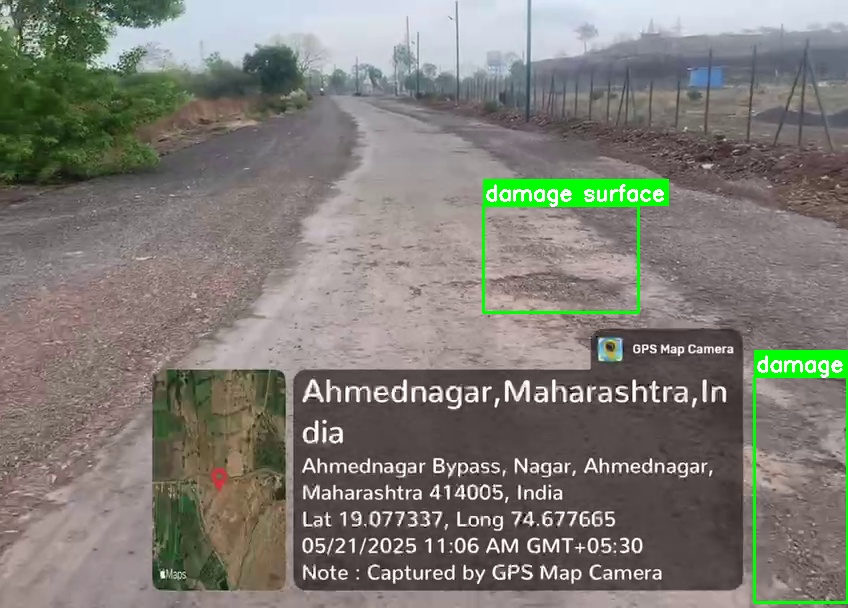 damage surface
GPS Map Camera
damage
Ahmednagar,Maharashtra,In
dia
Ahmednagar Bypass, Nagar, Ahmednagar,
Maharashtra 414005, India
Lat 19.077337, Long 74.677665
05/21/2025 11:06 AM GMT+05:30
Note : Captured by GPS Map Camera
Maps